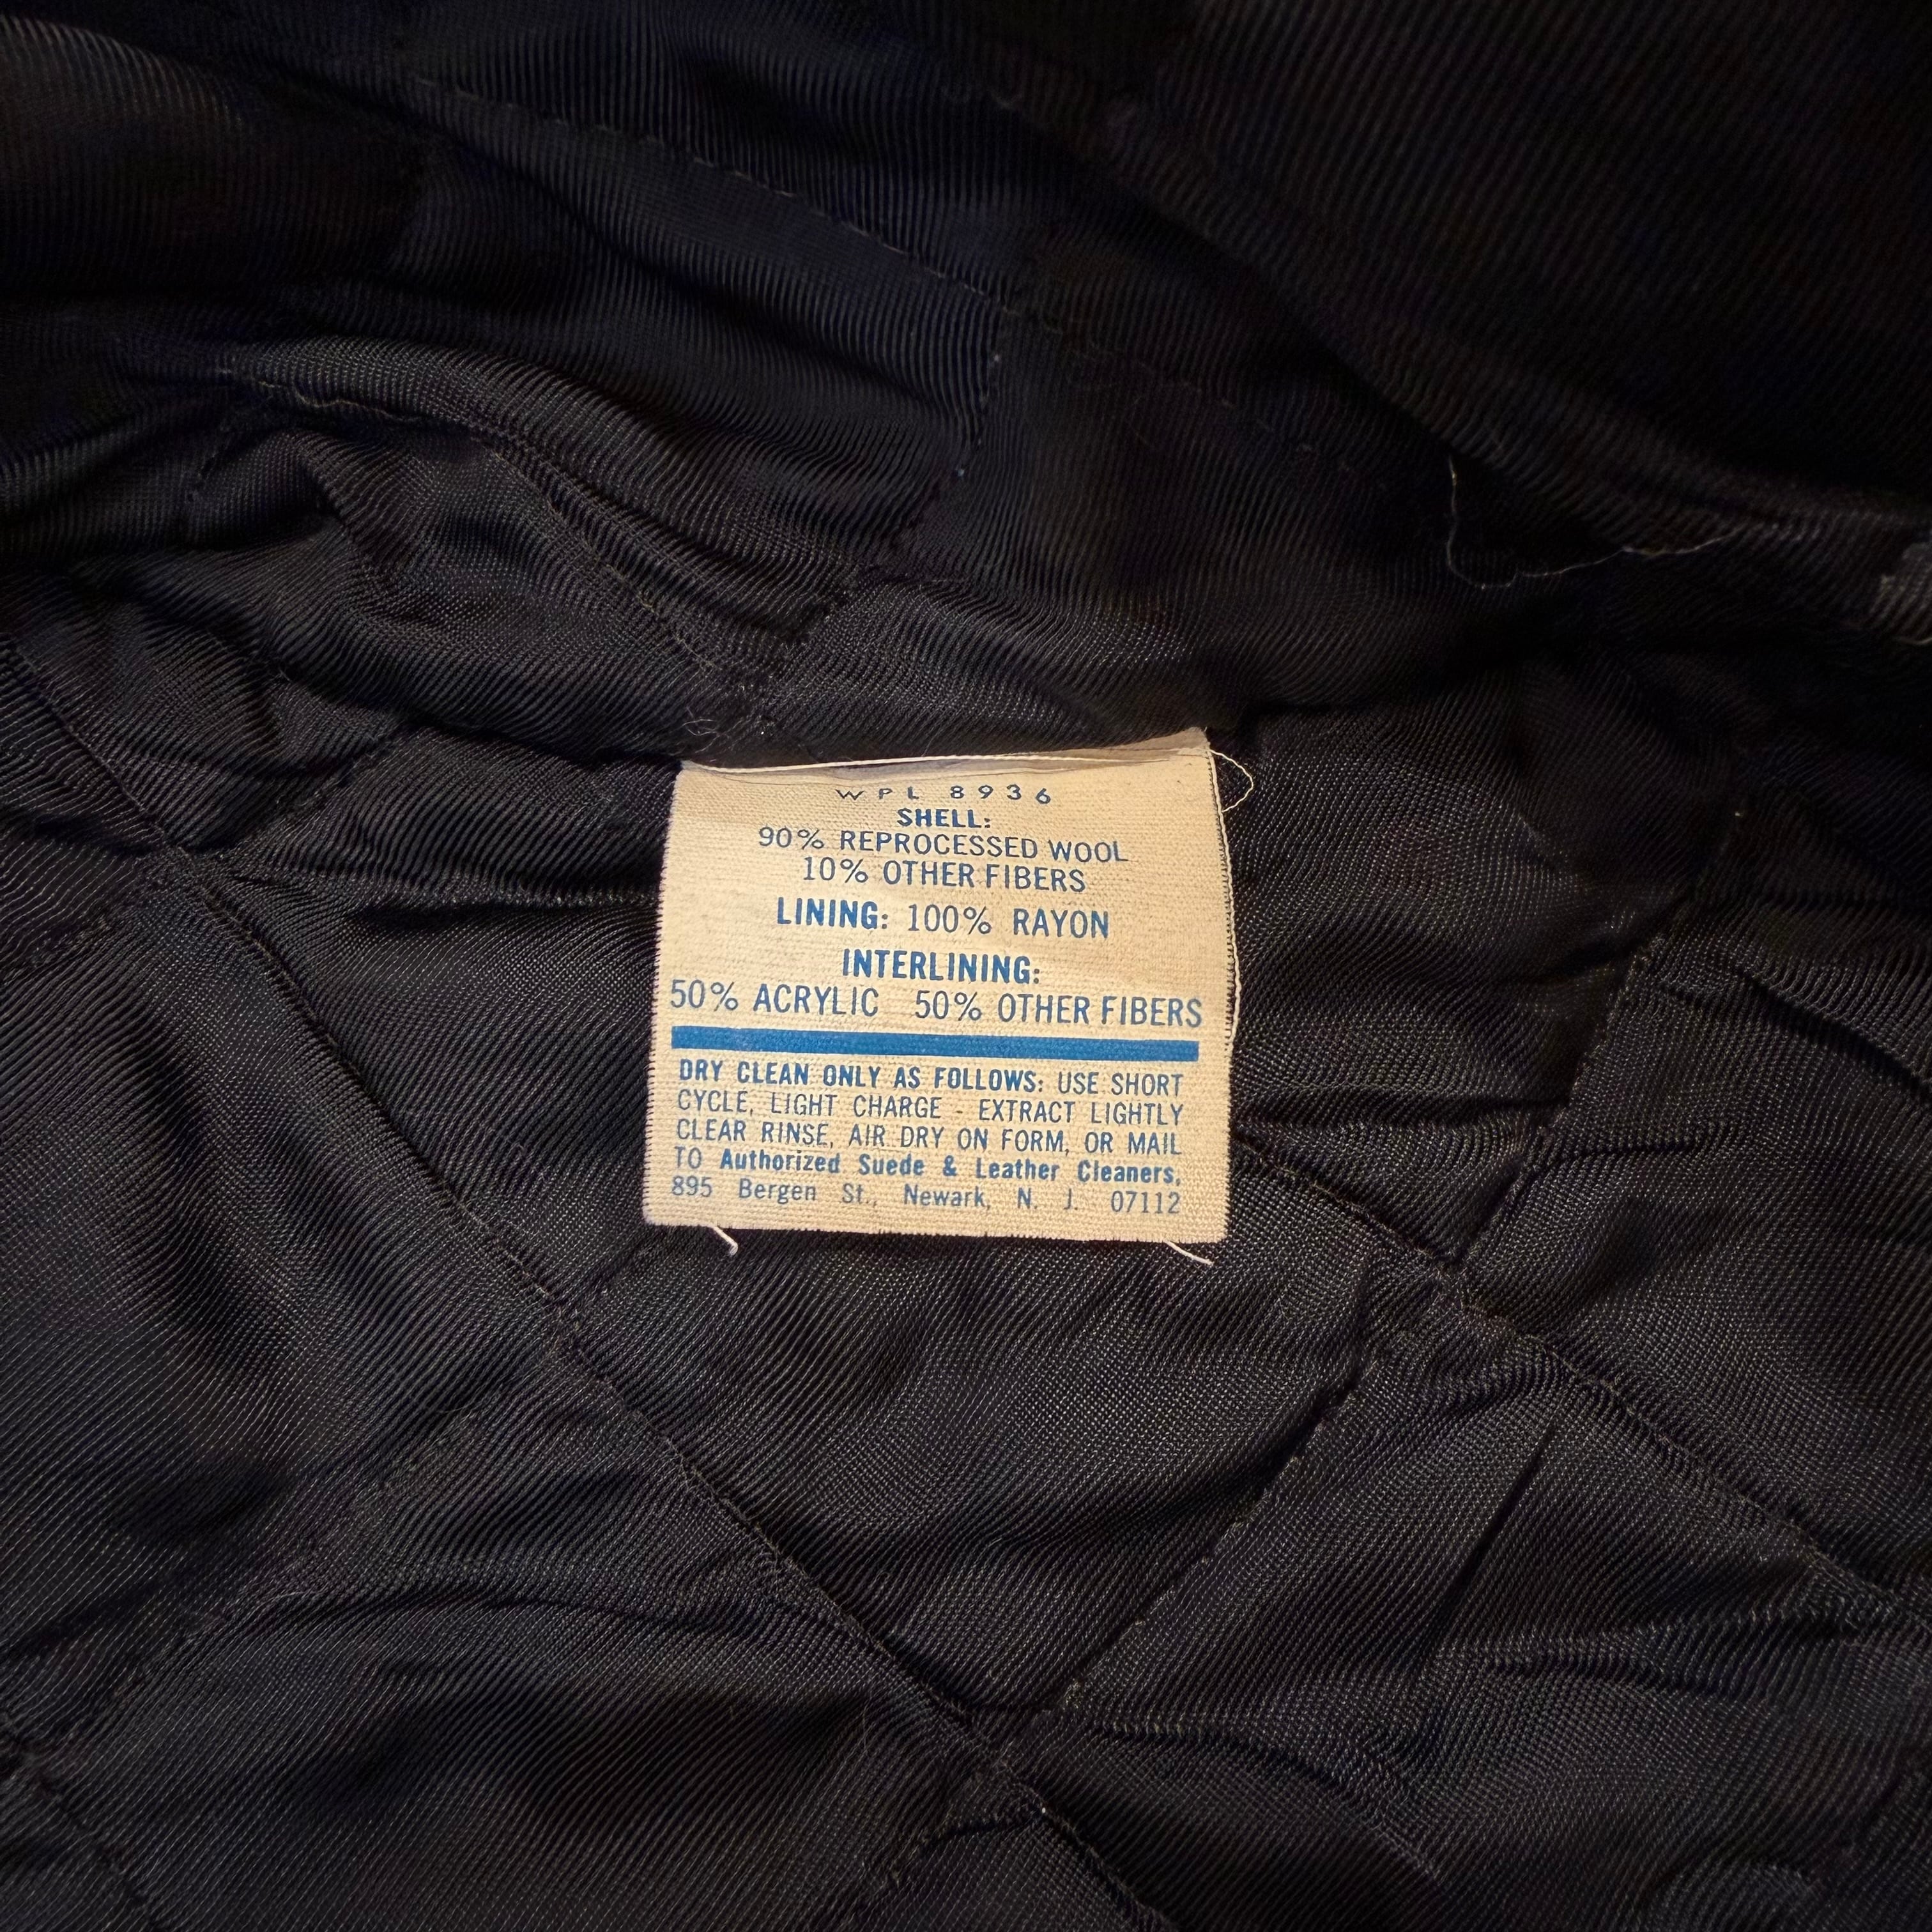 WPL 8936
SHELL:
90% REPROCESSED WOOL
10% OTHER FIBERS
LINING: 100% RAYON
INTERLINING:
50% ACRYLIC 50% OTHER FIBERS
DRY CLEAN ONLY AS FOLLOWS: USE SHORT
CYCLE, LIGHT CHARGE - EXTRACT LIGHTLY
CLEAR RINSE, AIR DRY ON FORM, OR MAIL
TO Authorized Suede & Leather Cleaners,
895 Bergen St., Newark, N. J. 07112